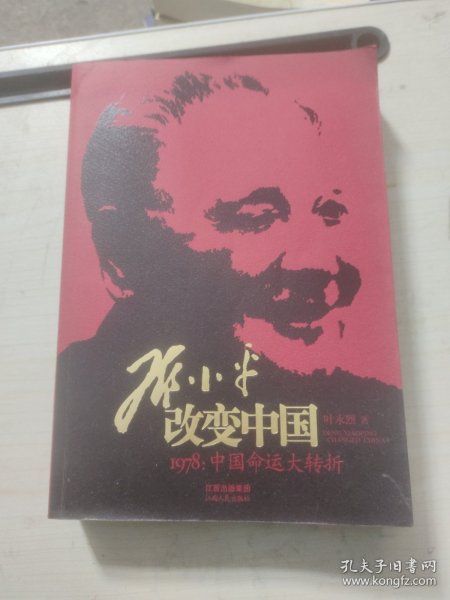 邓小平
改变中国
叶永烈 著
DENG XIAOPING
CHANGED CHINA
1978:中国命运大转折
江西出版集团
江西人民出版社
孔夫子旧书网
www.kongfz.com